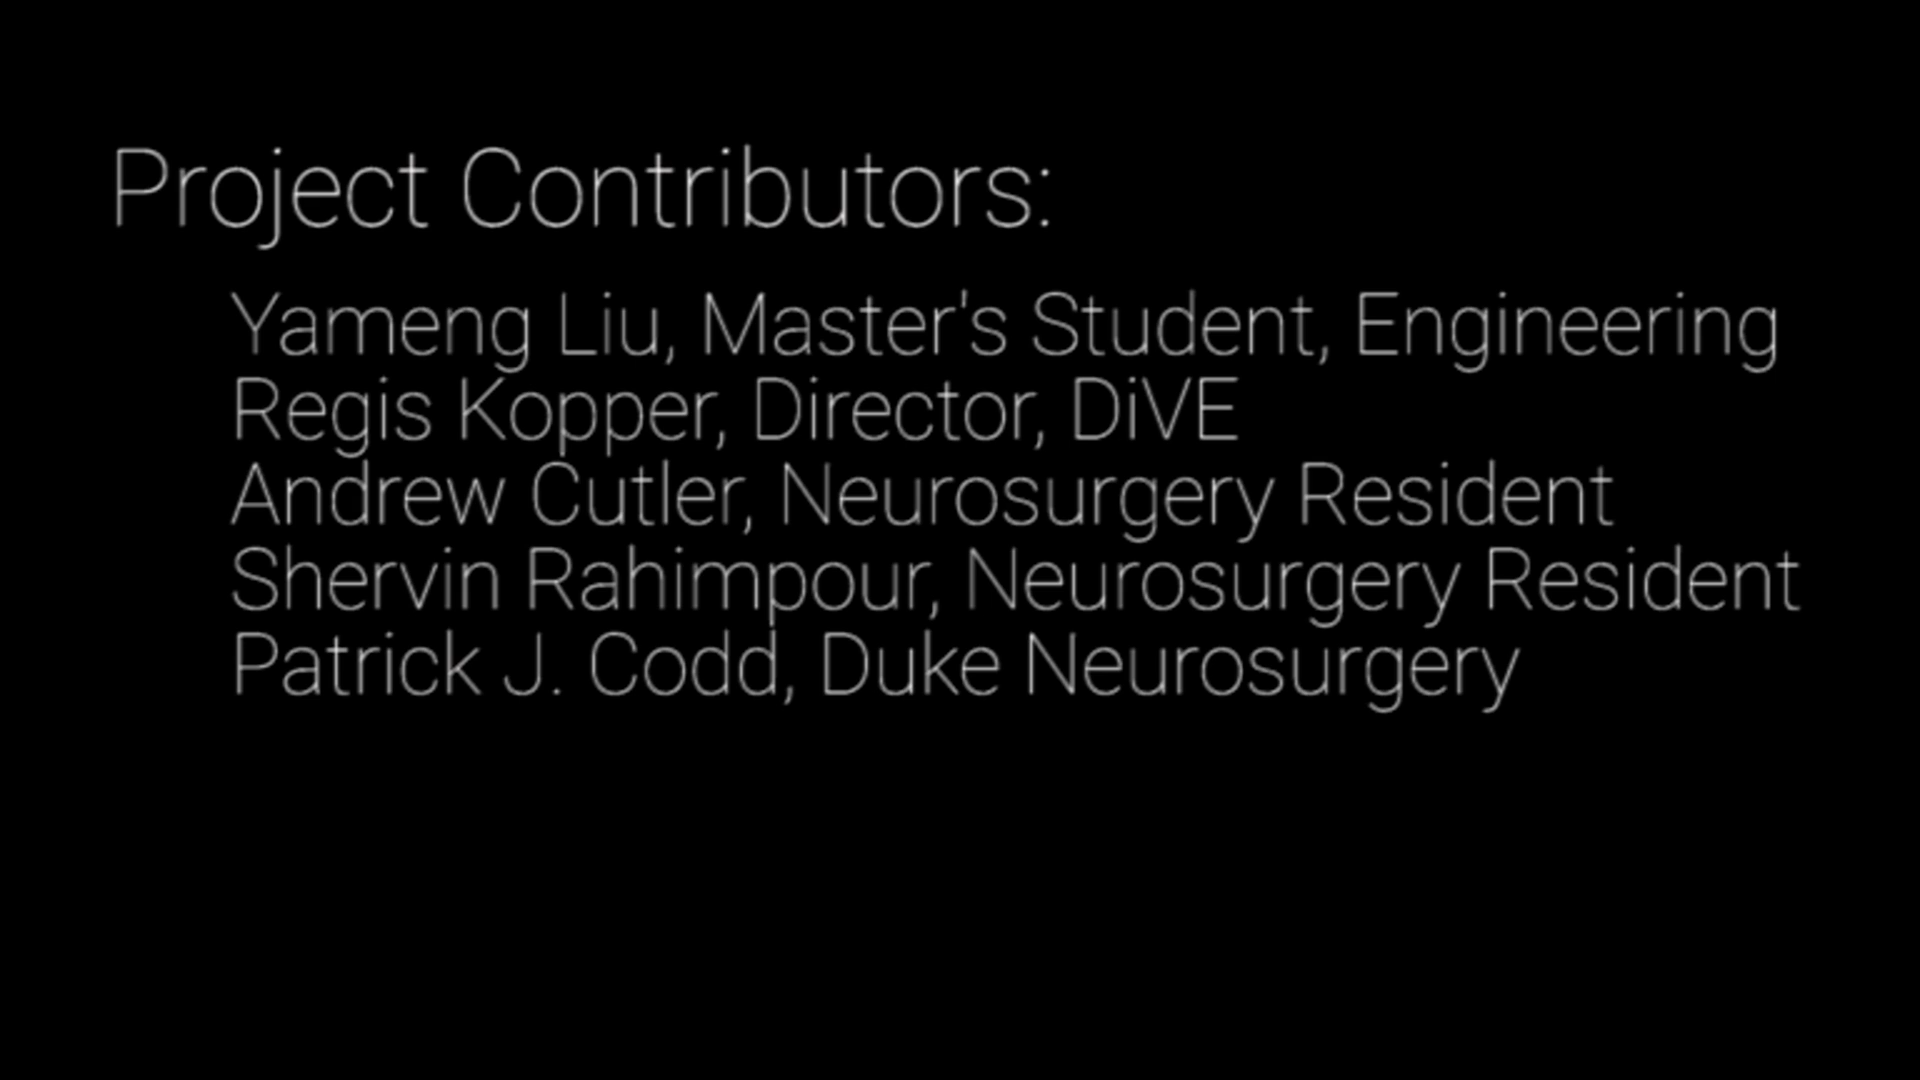 Project Contributors:
Yameng Liu, Master's Student, Engineering
Regis Kopper, Director, DiVE
Andrew Cutler, Neurosurgery Resident
Shervin Rahimpour, Neurosurgery Resident
Patrick J. Codd, Duke Neurosurgery